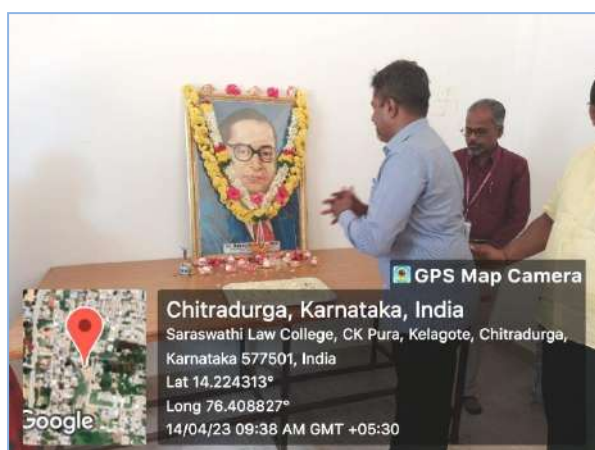 GPS Map Camera
Chitradurga, Karnataka, India
Saraswathi Law College, CK Pura, Kelagote, Chitradurga,
Karnataka 577501, India
Lat 14.224313°
Long 76.408827°
14/04/23 09:38 AM GMT +05:30
Google